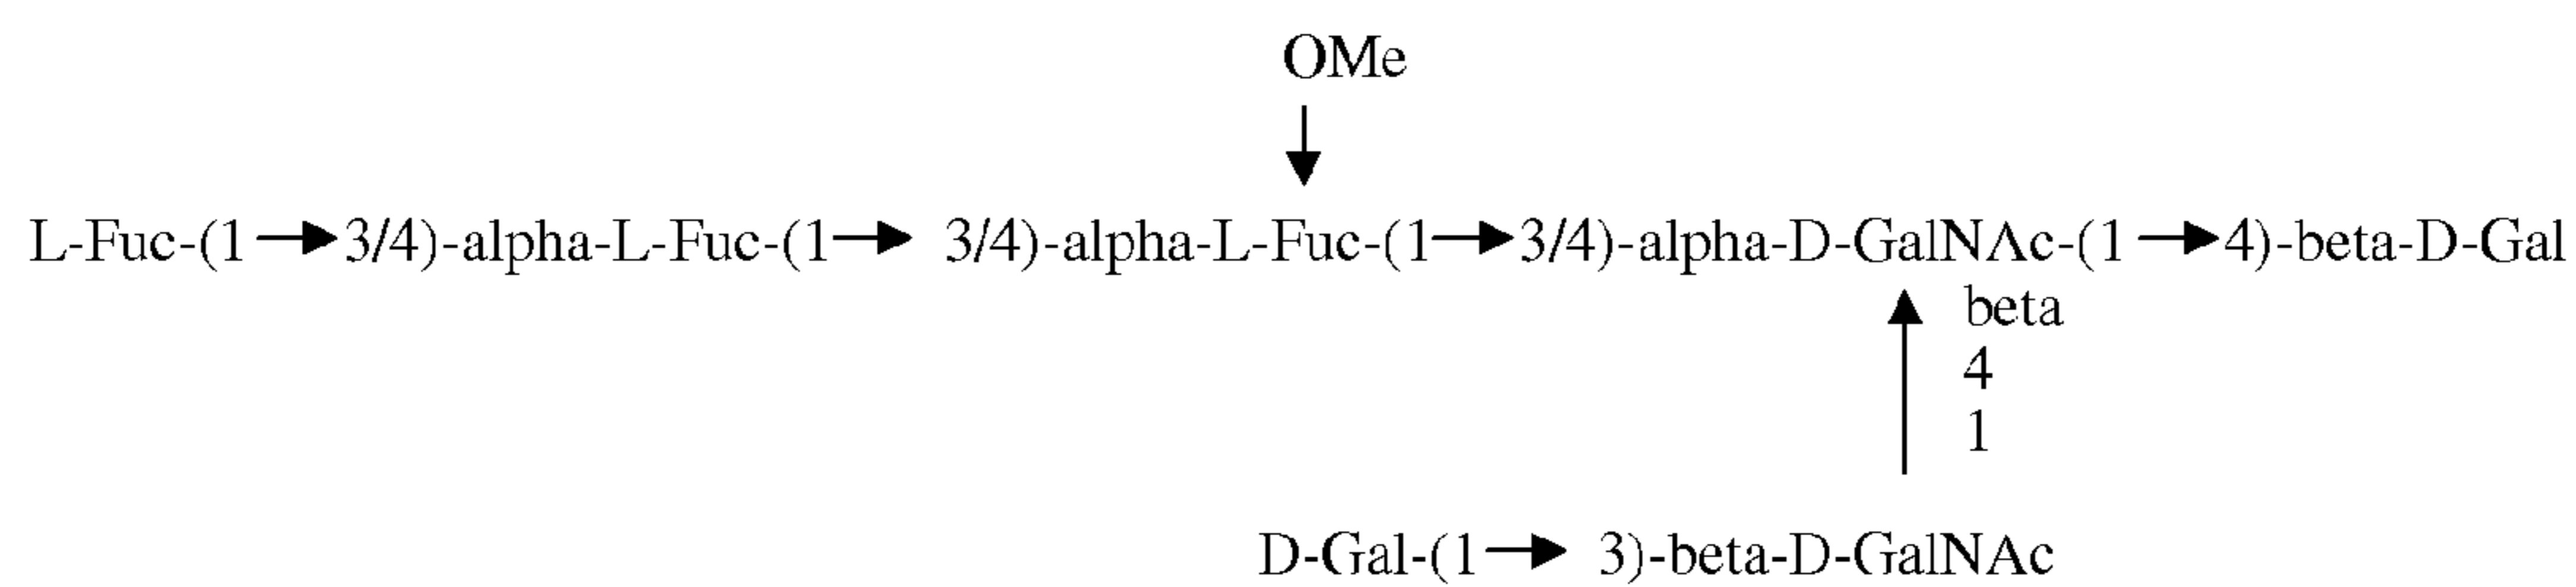 OMe
L-Fuc-(1→3/4)-alpha-L-Fuc-(1→ 3/4)-alpha-L-Fuc-(1→3/4)-alpha-D-GalNAc-(1→4)-beta-D-Gal
beta
4
1
D-Gal-(1→ 3)-beta-D-GalNAc